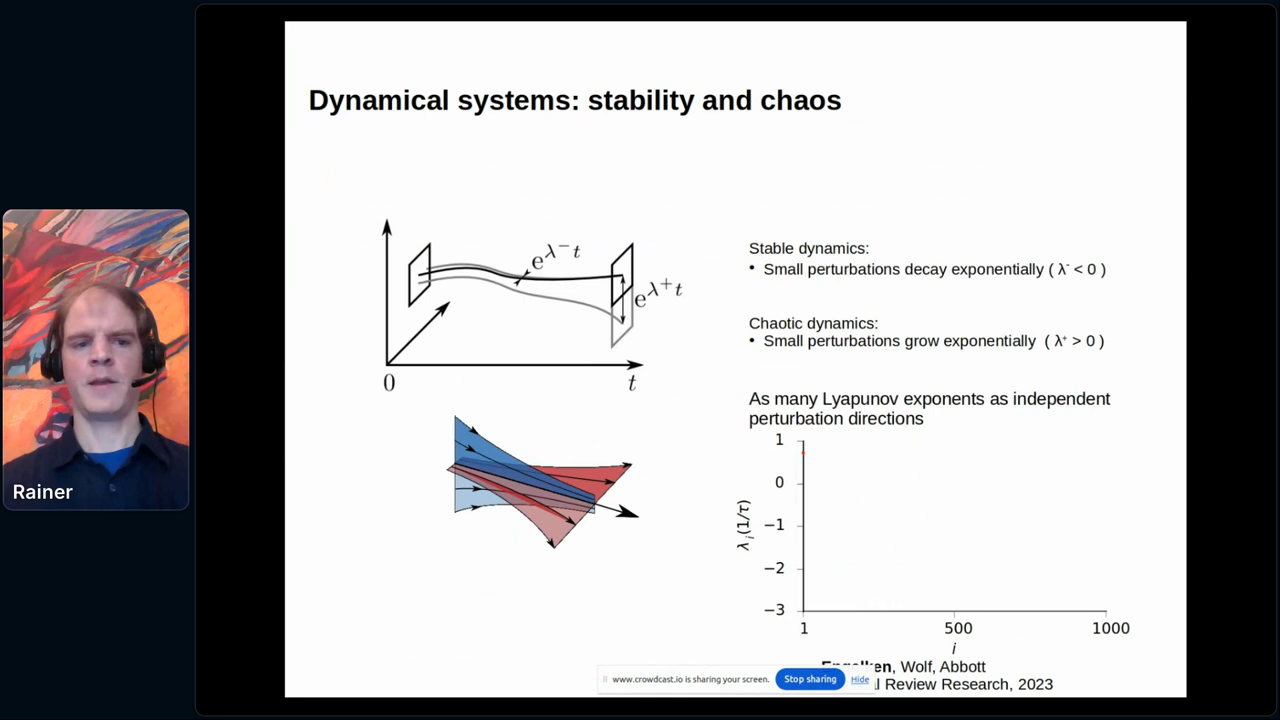 Dynamical systems: stability and chaos
e^λ⁻t
e^λ⁺t
0
t
Stable dynamics:
• Small perturbations decay exponentially ( λ⁻ < 0 )
Chaotic dynamics:
• Small perturbations grow exponentially ( λ⁺ > 0 )
As many Lyapunov exponents as independent
perturbation directions
1
0
−1
−2
−3
λᵢ(1/τ)
1
500
1000
i
Wolf, Abbott
Review Research, 2023
www.crowdcast.io is sharing your screen.
Stop sharing
Hide
Rainer